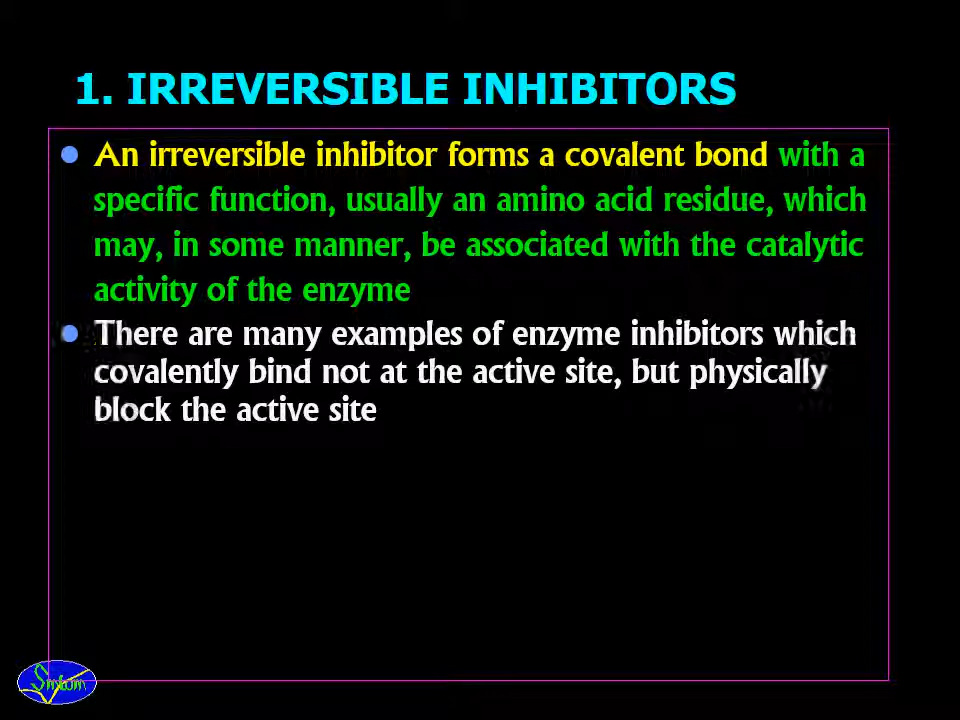 1. IRREVERSIBLE INHIBITORS
An irreversible inhibitor forms a covalent bond with a
specific function, usually an amino acid residue, which
may, in some manner, be associated with the catalytic
activity of the enzyme
There are many examples of enzyme inhibitors which
covalently bind not at the active site, but physically
block the active site